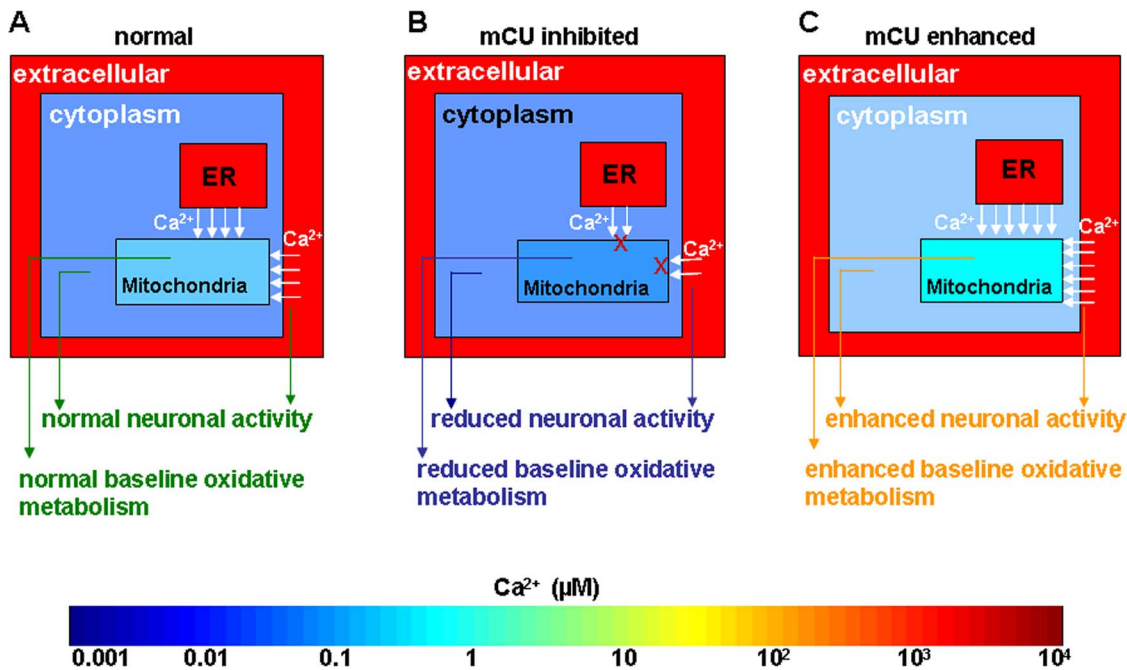 A
normal
extracellular
cytoplasm
ER
Ca²⁺
Ca²⁺
Mitochondria
normal neuronal activity
normal baseline oxidative
metabolism
B
mCU inhibited
extracellular
cytoplasm
ER
Ca²⁺
X
Ca²⁺
X
Mitochondria
reduced neuronal activity
reduced baseline oxidative
metabolism
C
mCU enhanced
extracellular
cytoplasm
ER
Ca²⁺
Ca²⁺
Mitochondria
enhanced neuronal activity
enhanced baseline oxidative
metabolism
Ca²⁺ (µM)
0.001 0.01 0.1 1 10 10² 10³ 10⁴